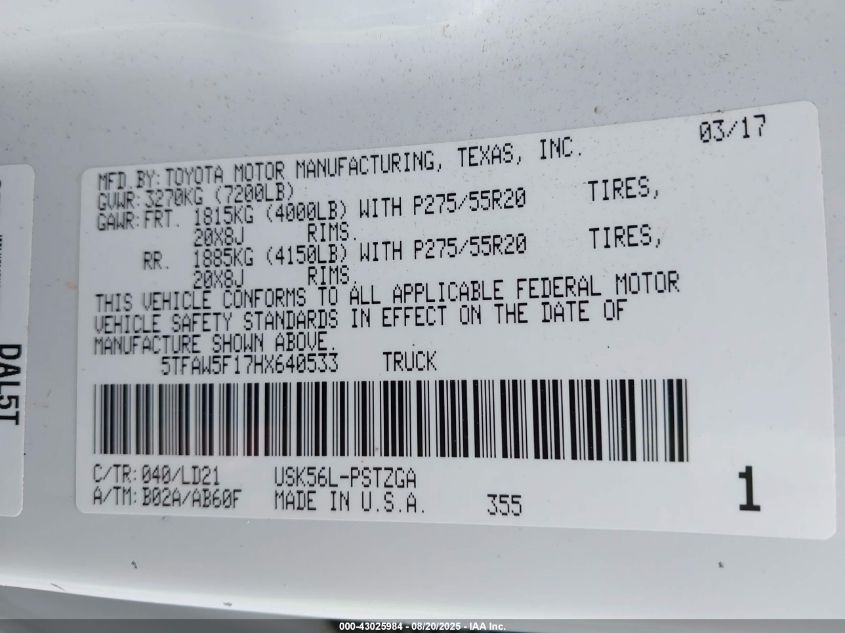 03/17
MFD.BY: TOYOTA MOTOR MANUFACTURING, TEXAS, INC.
GVWR: 3270KG (7200LB)
GAWR: FRT. 1815KG (4000LB) WITH P275/55R20 TIRES,
20X8J RIMS.
RR. 1885KG (4150LB) WITH P275/55R20 TIRES,
20X8J RIMS.
THIS VEHICLE CONFORMS TO ALL APPLICABLE FEDERAL MOTOR
VEHICLE SAFETY STANDARDS IN EFFECT ON THE DATE OF
MANUFACTURE SHOWN ABOVE.
5TFAW5F17HX640533 TRUCK
C/TR: 040/LD21 USK56L-PSTZGA
A/TM: B02A/AB60F MADE IN U.S.A. 355
1
DAL5T
000-43025984 - 08/20/2025 - IAA Inc.